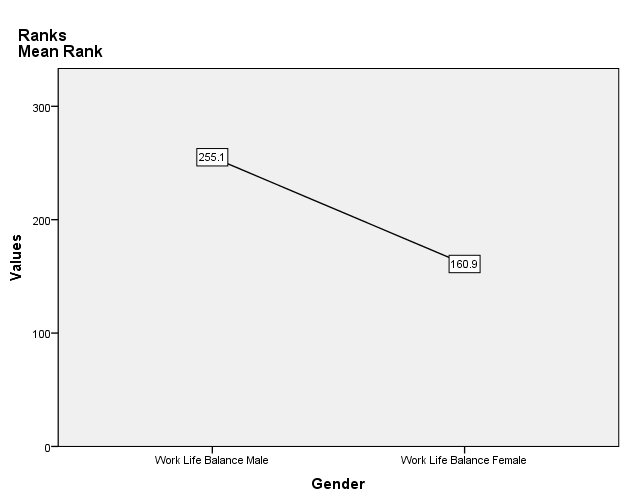 Ranks
Mean Rank
300
200
100
0
Values
255.1
160.9
Work Life Balance Male
Work Life Balance Female
Gender